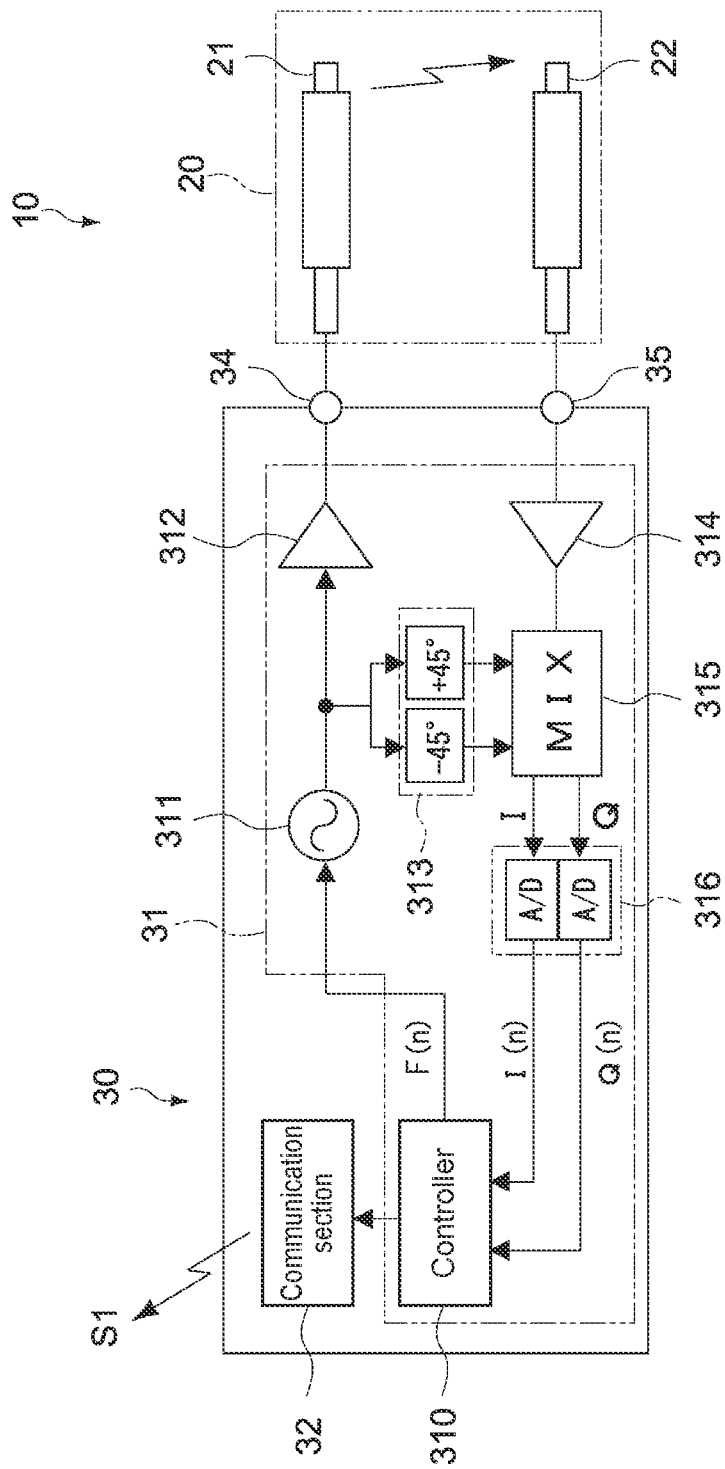 10
20
21
22
34
35
30
31
311
312
313
−45°
+45°
314
MIX
315
I
Q
A/D
A/D
316
F(n)
I(n)
Q(n)
S1
Communication
section
32
Controller
310